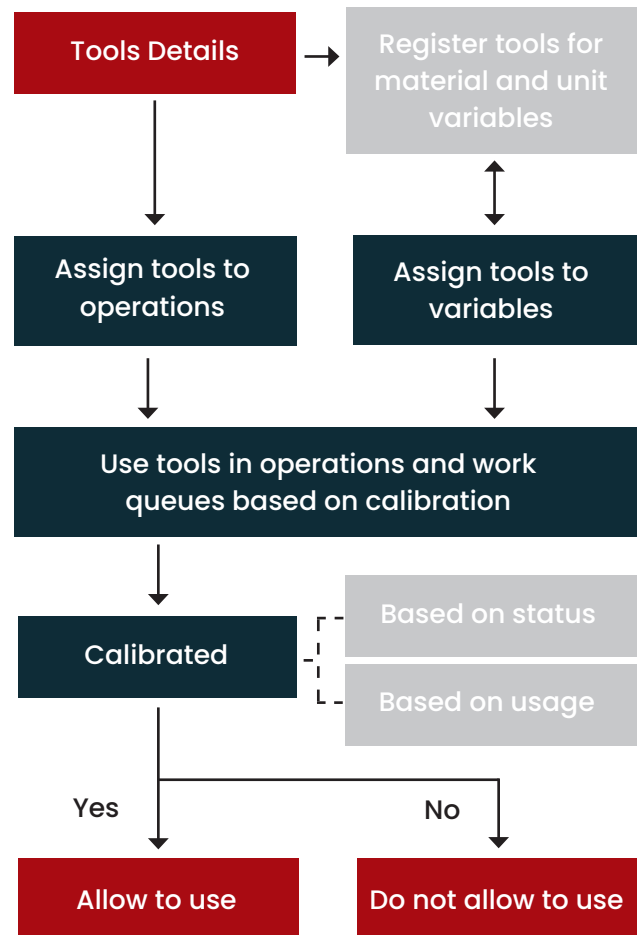 Tools Details
Register tools for
material and unit
variables
Assign tools to
operations
Assign tools to
variables
Use tools in operations and work
queues based on calibration
Calibrated
Based on status
Based on usage
Yes
No
Allow to use
Do not allow to use